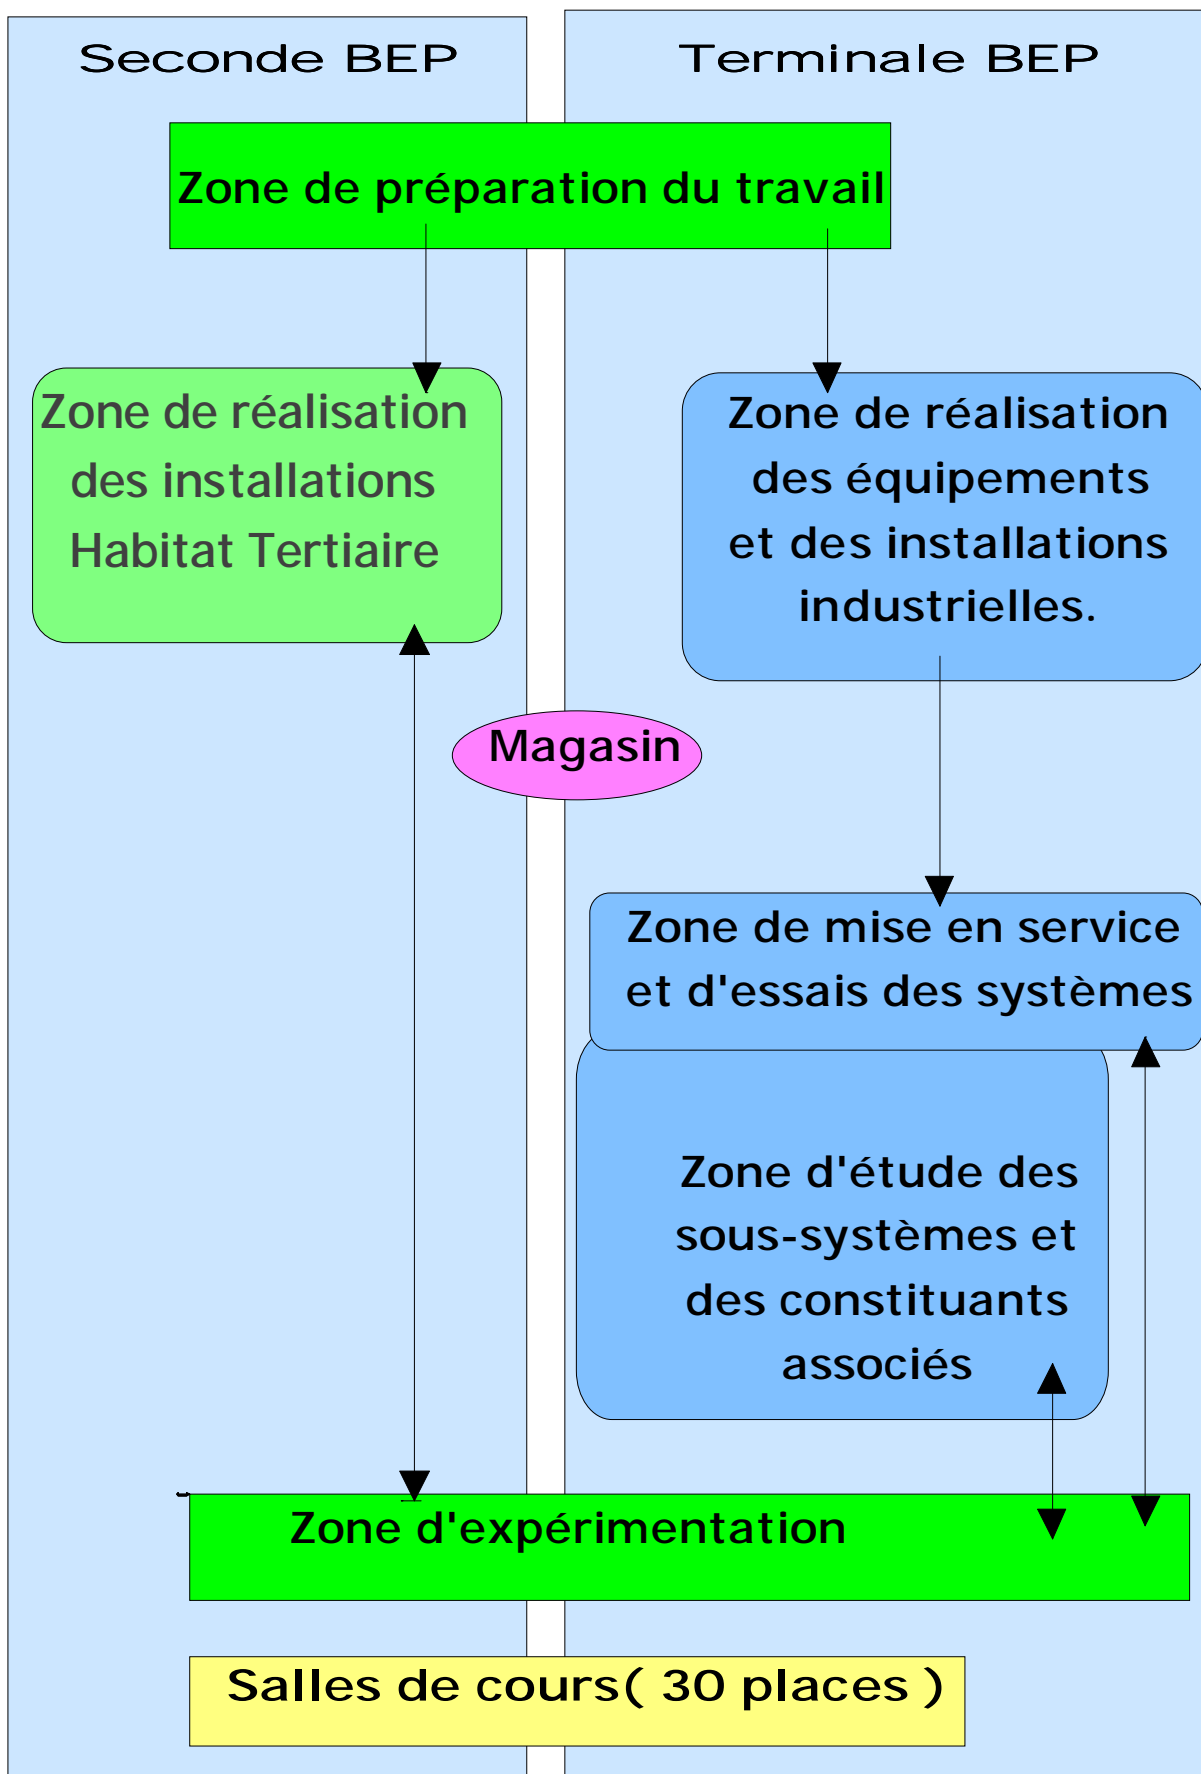 Seconde BEP
Terminale BEP
Zone de préparation du travail
Zone de réalisation
des installations
Habitat Tertiaire
Zone de réalisation
des équipements
et des installations
industrielles.
Magasin
Zone de mise en service
et d'essais des systèmes
Zone d'étude des
sous-systèmes et
des constituants
associés
Zone d'expérimentation
Salles de cours( 30 places )